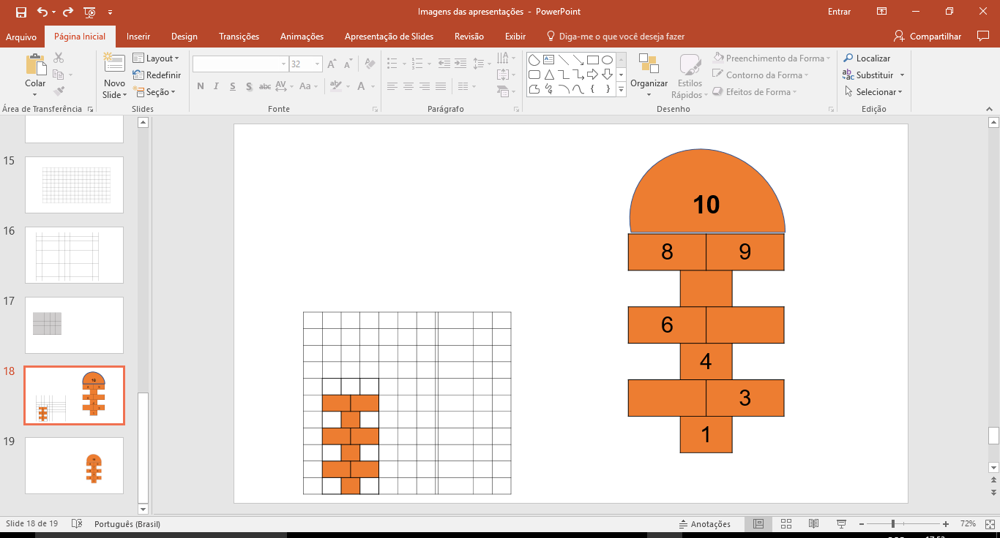 Imagens das apresentações - PowerPoint
Entrar
Arquivo
Página Inicial
Inserir
Design
Transições
Animações
Apresentação de Slides
Revisão
Exibir
Diga-me o que você deseja fazer
Compartilhar
Colar
Novo
Slide
Layout
Redefinir
Seção
32
N I S S abc AV Aa A
Organizar
Estilos
Rápidos
Preenchimento da Forma
Contorno da Forma
Efeitos de Forma
Localizar
Substituir
Selecionar
Área de Transferência
Slides
Fonte
Parágrafo
Desenho
Edição
15
16
17
18
19
10
8 9
6
4
3
1
Slide 18 de 19
Português (Brasil)
Anotações
72%